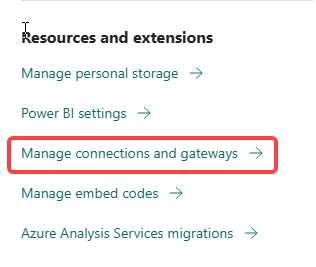 Resources and extensions
Manage personal storage →
Power BI settings →
Manage connections and gateways →
Manage embed codes →
Azure Analysis Services migrations →